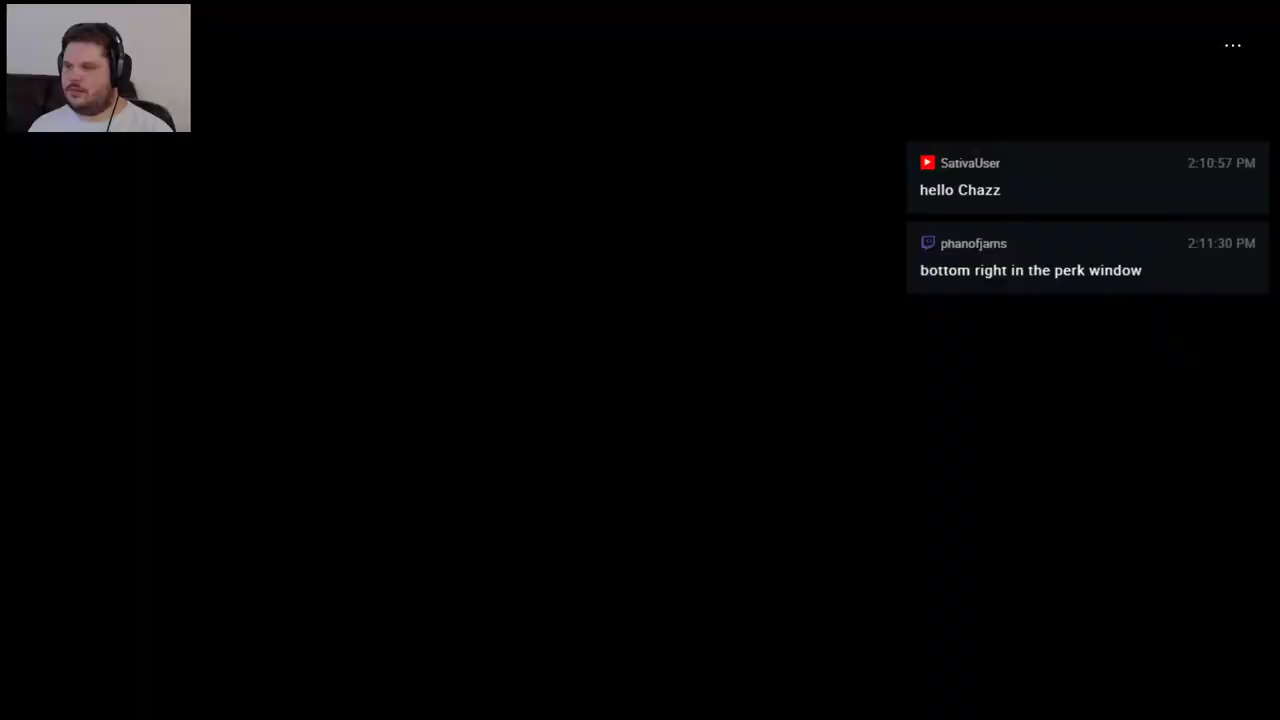 ...
SativaUser 2:10:57 PM
hello Chazz
phanofjams 2:11:30 PM
bottom right in the perk window